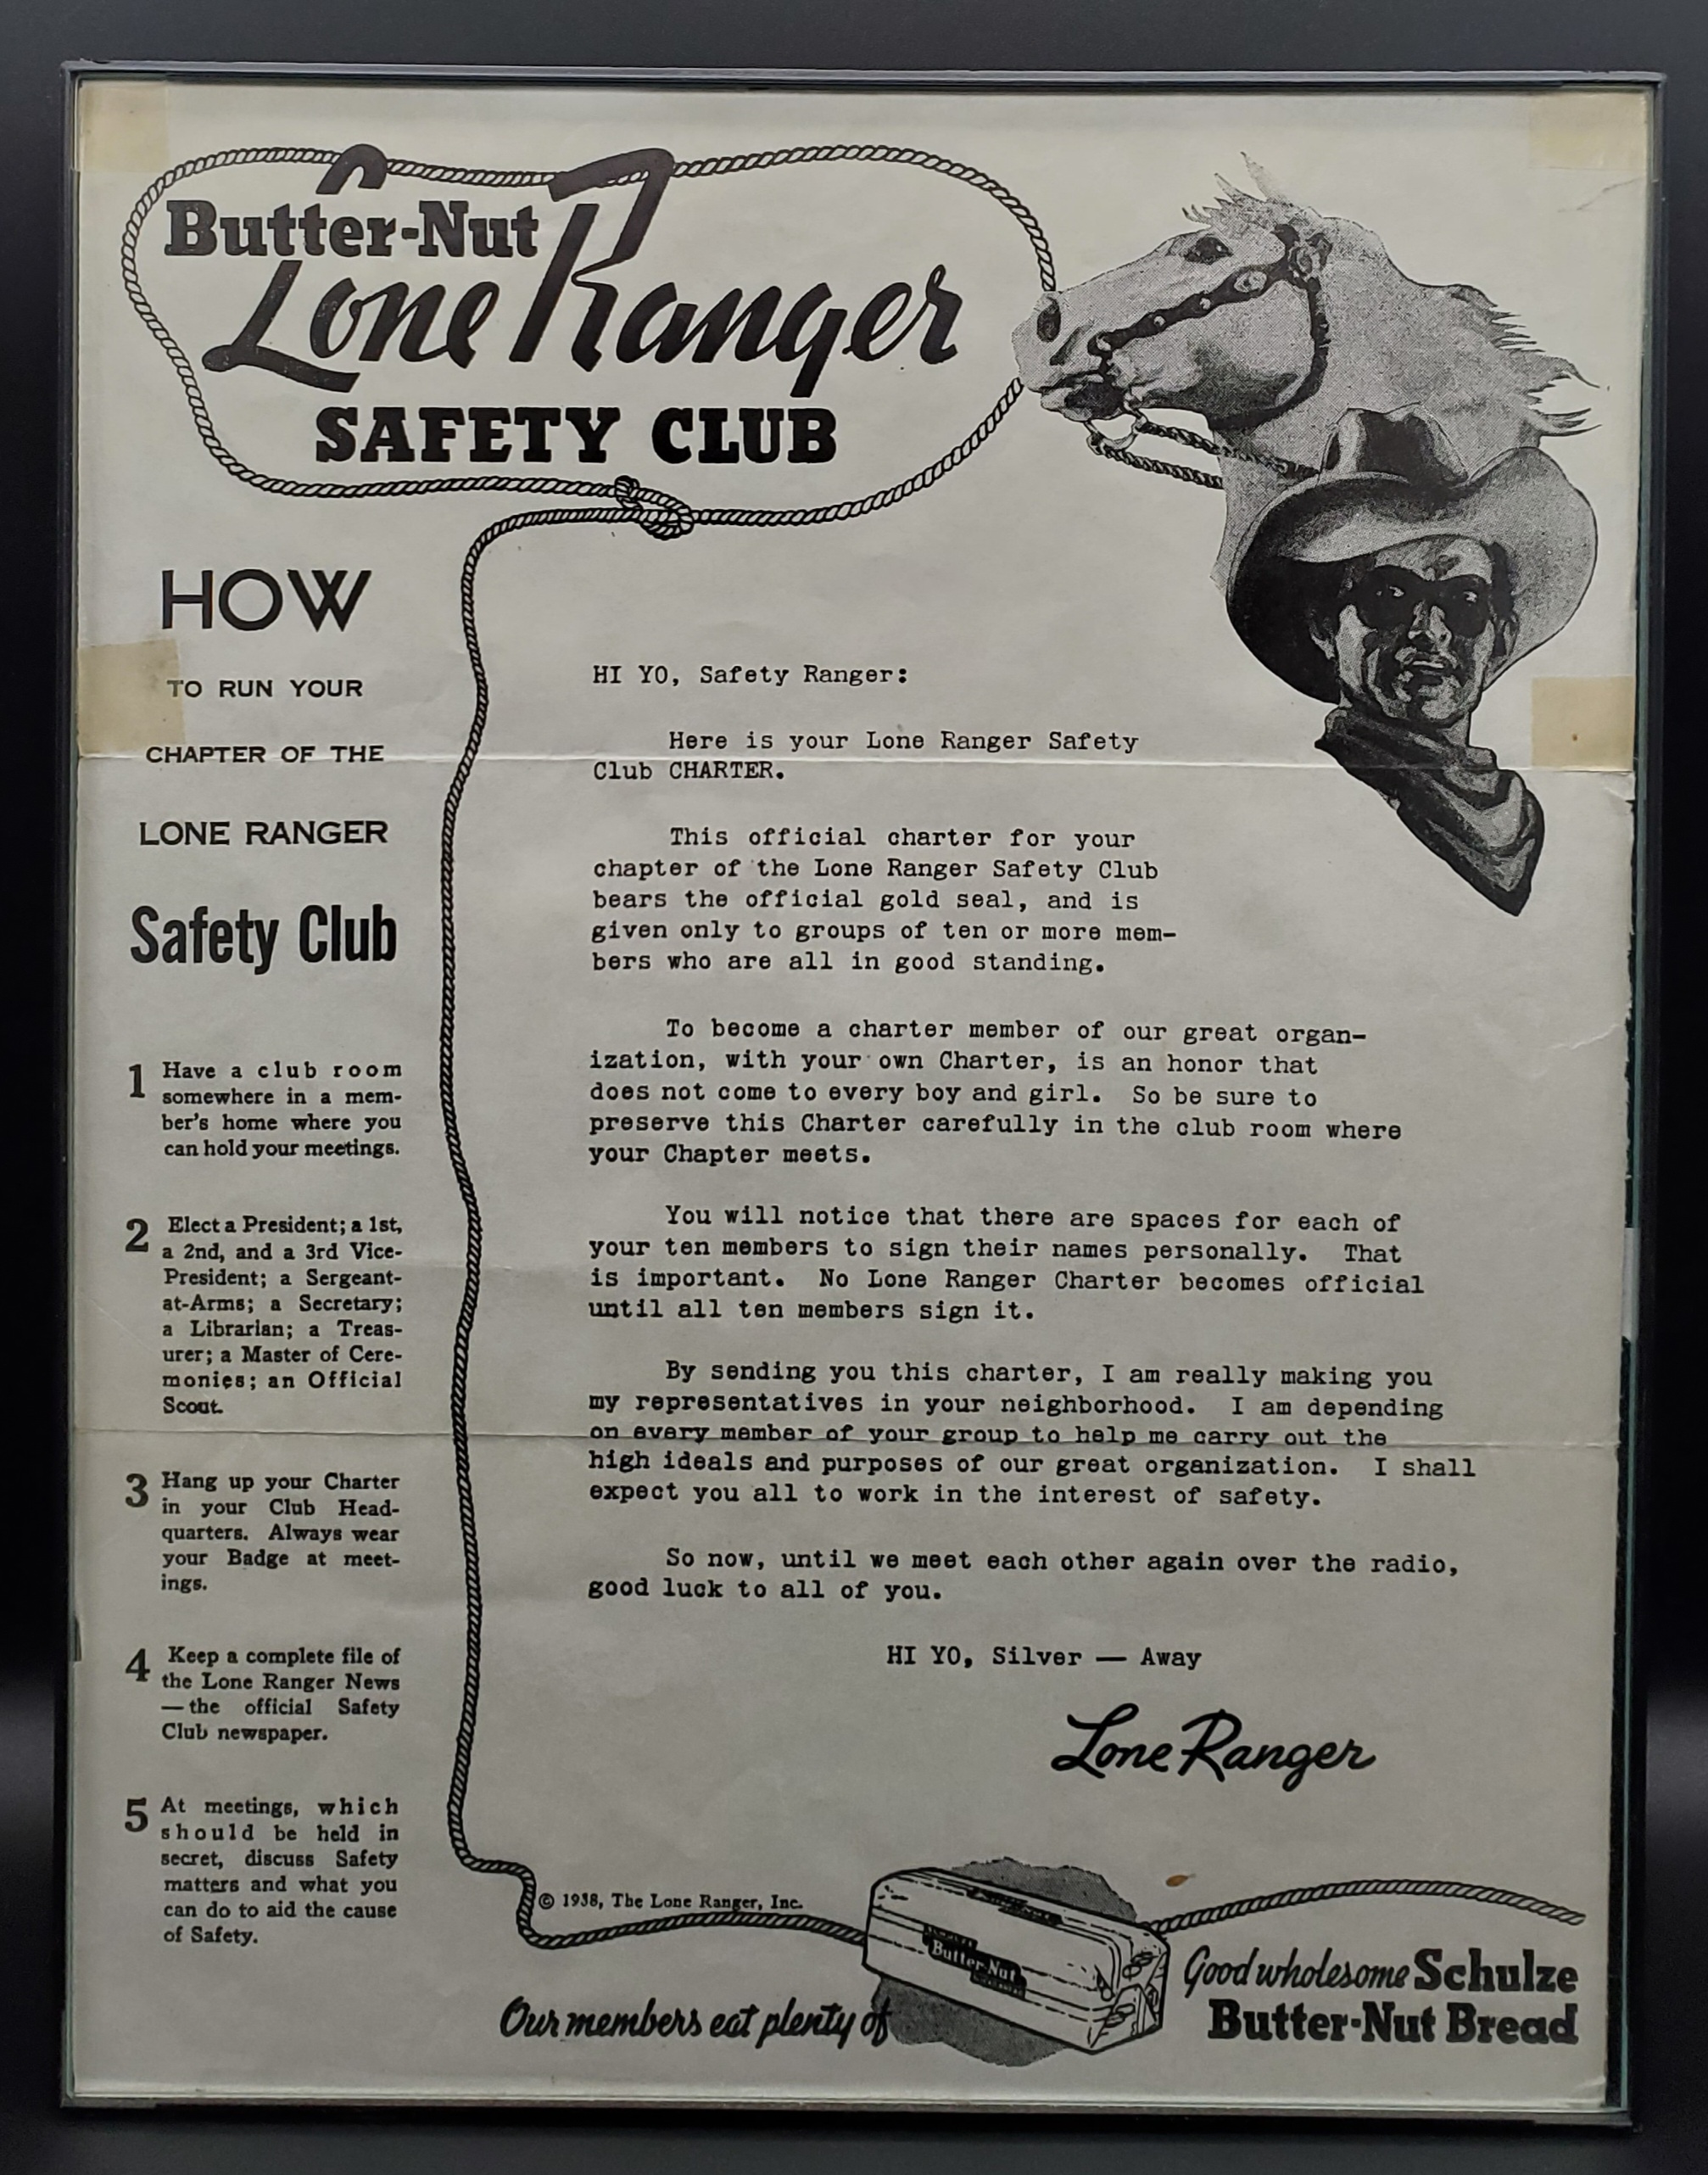 Butter-Nut
Lone Ranger
SAFETY CLUB
HOW
TO RUN YOUR
CHAPTER OF THE
LONE RANGER
Safety Club
1 Have a club room
somewhere in a mem-
ber's home where you
can hold your meetings.
2 Elect a President; a 1st,
a 2nd, and a 3rd Vice-
President; a Sergeant-
at-Arms; a Secretary;
a Librarian; a Treas-
urer; a Master of Cere-
monies; an Official
Scout.
3 Hang up your Charter
in your Club Head-
quarters. Always wear
your Badge at meet-
ings.
4 Keep a complete file of
the Lone Ranger News
—the official Safety
Club newspaper.
5 At meetings, which
should be held in
secret, discuss Safety
matters and what you
can do to aid the cause
of Safety.
HI YO, Safety Ranger:
Here is your Lone Ranger Safety
Club CHARTER.
This official charter for your
chapter of the Lone Ranger Safety Club
bears the official gold seal, and is
given only to groups of ten or more mem-
bers who are all in good standing.
To become a charter member of our great organ-
ization, with your own Charter, is an honor that
does not come to every boy and girl. So be sure to
preserve this Charter carefully in the club room where
your Chapter meets.
You will notice that there are spaces for each of
your ten members to sign their names personally. That
is important. No Lone Ranger Charter becomes official
until all ten members sign it.
By sending you this charter, I am really making you
my representatives in your neighborhood. I am depending
on every member of your group to help me carry out the
high ideals and purposes of our great organization. I shall
expect you all to work in the interest of safety.
So now, until we meet each other again over the radio,
good luck to all of you.
HI YO, Silver — Away
Lone Ranger
© 1938, The Lone Ranger, Inc.
Butter-Nut
Our members eat plenty of
Good wholesome Schulze
Butter-Nut Bread